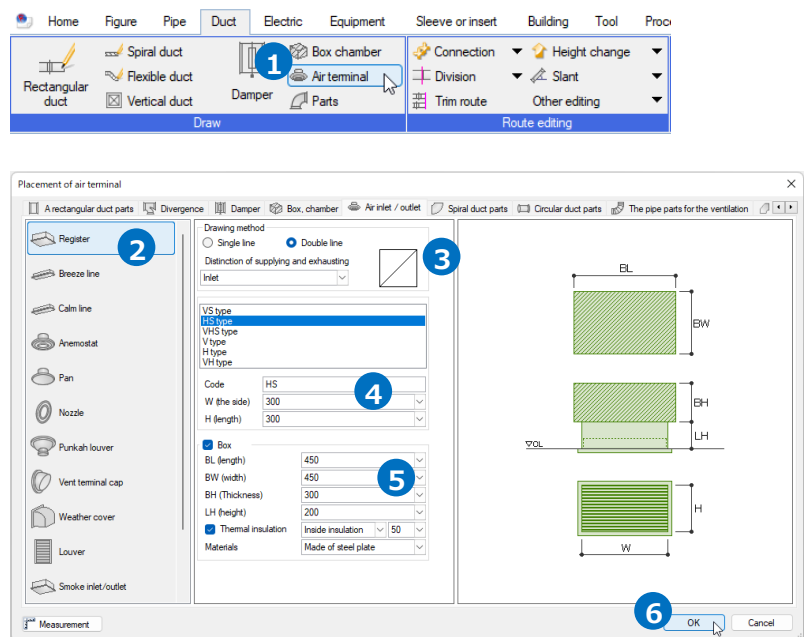 Home Figure Pipe Duct Electric Equipment Sleeve or insert Building Tool Proc
Rectangular duct
Spiral duct
Flexible duct
Vertical duct
Damper
1
Box chamber
Air terminal
Parts
Draw
Connection
Division
Trim route
Height change
Slant
Other editing
Route editing
Placement of air terminal
A rectangular duct parts Divergence Damper Box, chamber Air inlet / outlet Spiral duct parts Circular duct parts The pipe parts for the ventilation
Register
2
Breeze line
Calm line
Anemostat
Pan
Nozzle
Punkah louver
Vent terminal cap
Weather cover
Louver
Smoke inlet/outlet
Drawing method
Single line Double line
3
Distinction of supplying and exhausting
Inlet
VS type
HS type
VHS type
V type
H type
VH type
4
Code HS
W (the side) 300
H (length) 300
Box
BL (length) 450
BW (width) 450
5
BH (Thickness) 300
LH (height) 200
Thermal insulation Inside insulation 50
Materials Made of steel plate
BL
BW
BH
LH
▽OL
H
W
Measurement
6
OK Cancel